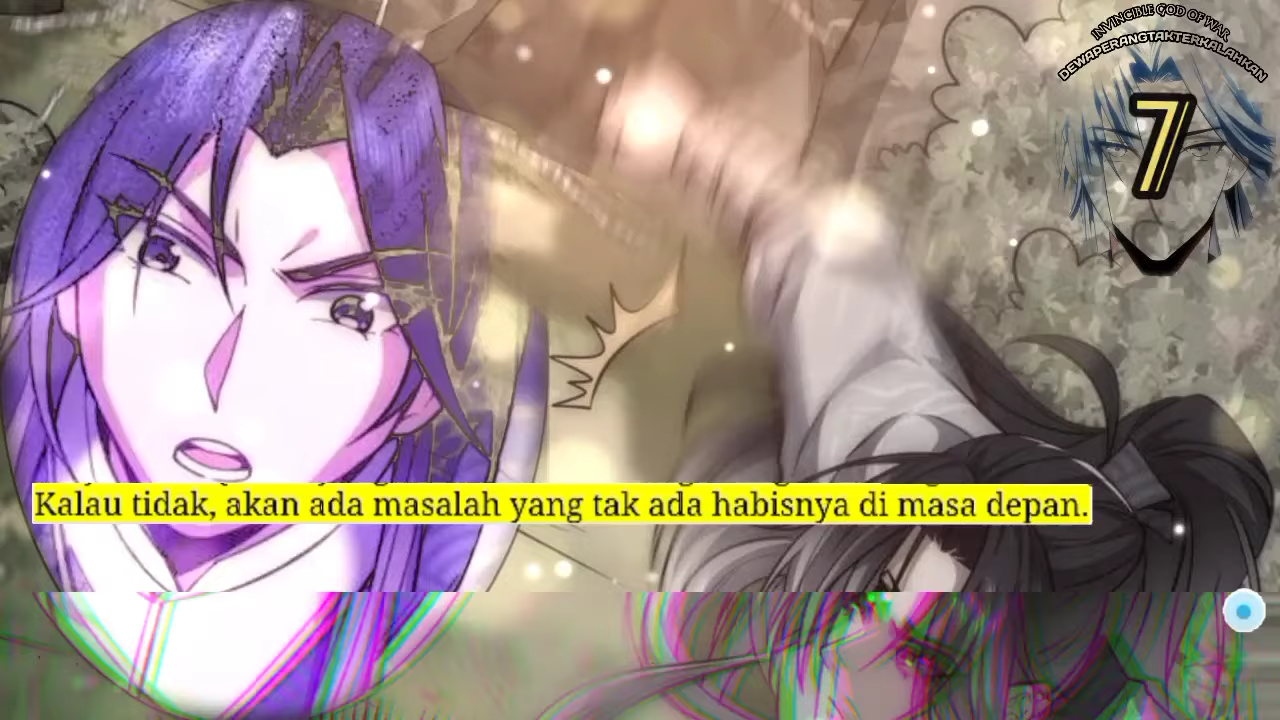 INVINCIBLE GOD OF WAR
DEWAPERANGTAKTERKALAHKAN
7
Kalau tidak, akan ada masalah yang tak ada habisnya di masa depan.